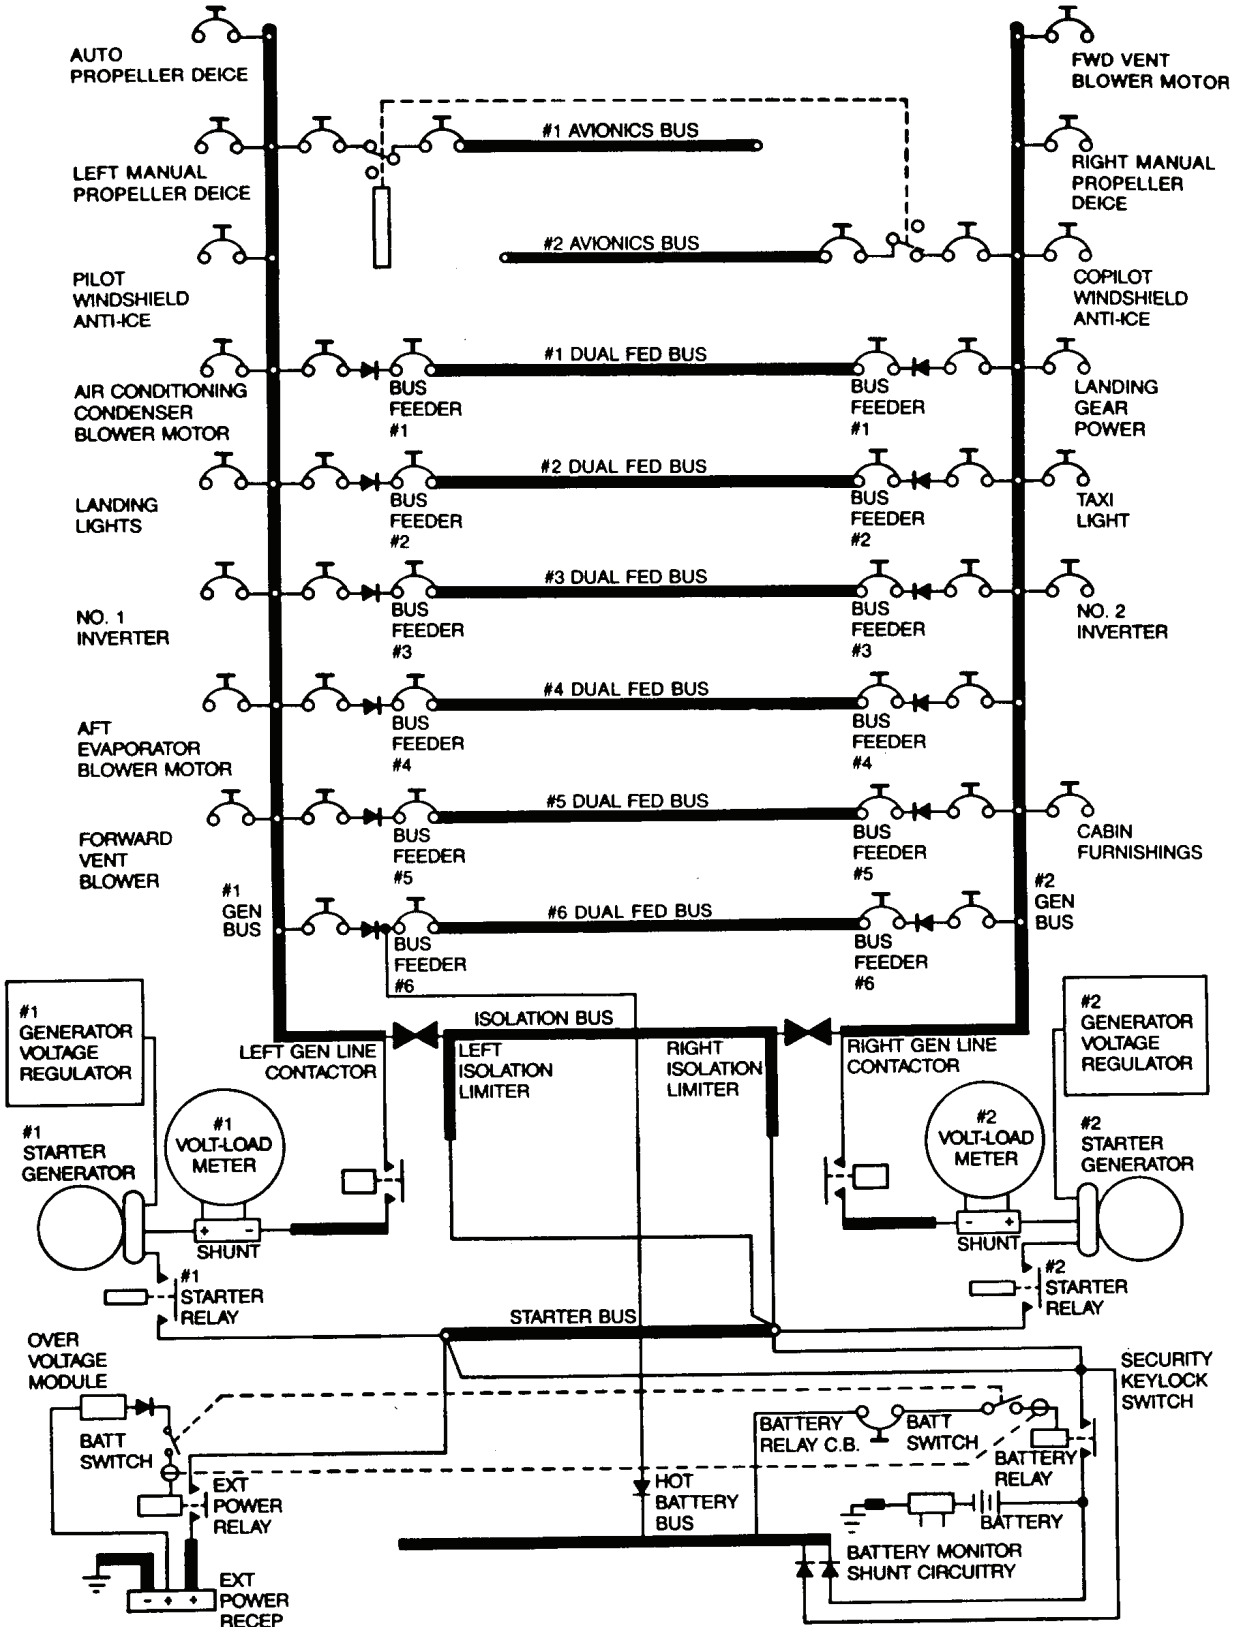 AUTO
PROPELLER DEICE
FWD VENT
BLOWER MOTOR
#1 AVIONICS BUS
LEFT MANUAL
PROPELLER DEICE
RIGHT MANUAL
PROPELLER
DEICE
#2 AVIONICS BUS
PILOT
WINDSHIELD
ANTI-ICE
COPILOT
WINDSHIELD
ANTI-ICE
#1 DUAL FED BUS
AIR CONDITIONING
CONDENSER
BLOWER MOTOR
BUS
FEEDER
#1
BUS
FEEDER
#1
LANDING
GEAR
POWER
#2 DUAL FED BUS
LANDING
LIGHTS
BUS
FEEDER
#2
BUS
FEEDER
#2
TAXI
LIGHT
#3 DUAL FED BUS
NO. 1
INVERTER
BUS
FEEDER
#3
BUS
FEEDER
#3
NO. 2
INVERTER
#4 DUAL FED BUS
AFT
EVAPORATOR
BLOWER MOTOR
BUS
FEEDER
#4
BUS
FEEDER
#4
#5 DUAL FED BUS
FORWARD
VENT
BLOWER
BUS
FEEDER
#5
BUS
FEEDER
#5
CABIN
FURNISHINGS
#1
GEN
BUS
#6 DUAL FED BUS
#2
GEN
BUS
BUS
FEEDER
#6
BUS
FEEDER
#6
#1
GENERATOR
VOLTAGE
REGULATOR
LEFT GEN LINE
CONTACTOR
ISOLATION BUS
LEFT
ISOLATION
LIMITER
RIGHT
ISOLATION
LIMITER
RIGHT GEN LINE
CONTACTOR
#2
GENERATOR
VOLTAGE
REGULATOR
#1
STARTER
GENERATOR
#1
VOLT-LOAD
METER
#2
VOLT-LOAD
METER
#2
STARTER
GENERATOR
+ -
SHUNT
- +
SHUNT
#1
STARTER
RELAY
#2
STARTER
RELAY
STARTER BUS
OVER
VOLTAGE
MODULE
SECURITY
KEYLOCK
SWITCH
BATT
SWITCH
BATTERY
RELAY C.B.
BATT
SWITCH
BATTERY
RELAY
EXT
POWER
RELAY
HOT
BATTERY
BUS
BATTERY
BATTERY MONITOR
SHUNT CIRCUITRY
- + +
EXT
POWER
RECEP